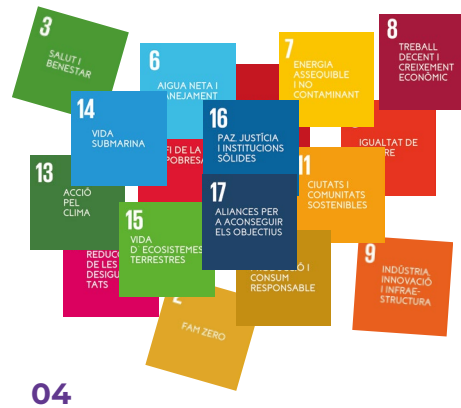 3
SALUT I
BENESTAR
6
AIGUA NETA I
ANEJAMENT
7
ENERGIA
ASSEQUIBLE
I NO
CONTAMINANT
8
TREBALL
DECENT I
CREIXEMENT
ECONÒMIC
14
VIDA
SUBMARINA
FI DE LA
POBRESA
16
PAZ, JUSTÍCIA
I INSTITUCIONS
SÒLIDES
IGUALTAT DE
RE
13
ACCIÓ
PEL
CLIMA
17
ALIANCES PER
A ACONSEGUIR
ELS OBJECTIUS
11
CIUTATS I
COMUNITATS
SOSTENIBLES
REDUCC
DE LES
DESIGU
TATS
15
VIDA
D´ECOSISTEMES
TERRESTRES
CONSUM
RESPONSABLE
9
INDÚSTRIA,
INNOVACIÓ
I INFRAE-
STRUCTURA
2
FAM ZERO
04